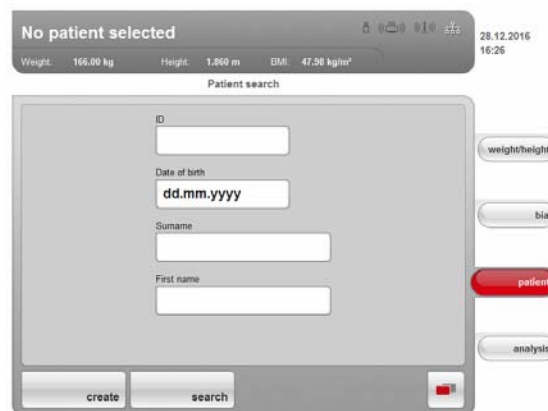 No patient selected
Weight: 166.00 kg Height: 1.860 m BMI: 47.98 kg/m²
28.12.2016
16:26
Patient search
ID
Date of birth
dd.mm.yyyy
Surname
First name
weight/height
bia
patient
analysis
create search